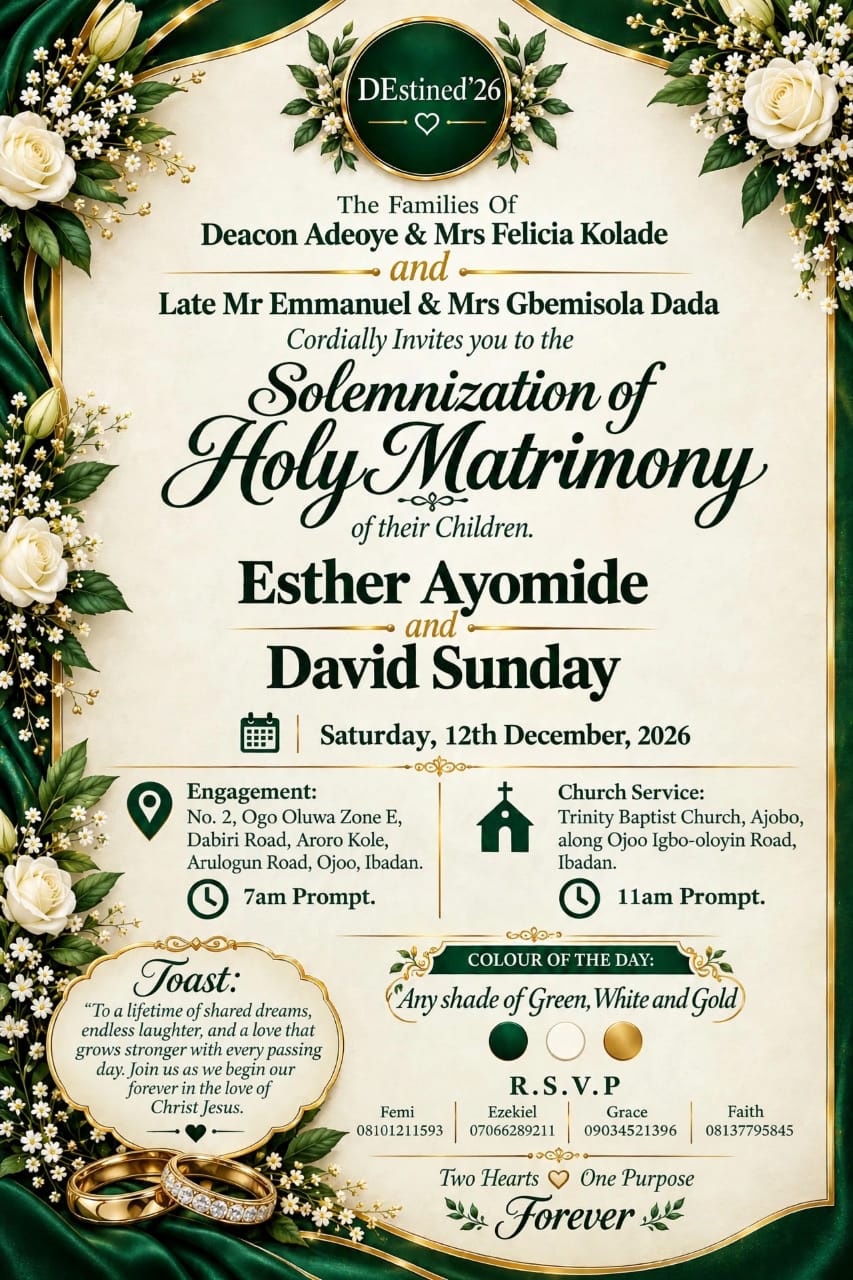 DEstined'26
The Families Of
Deacon Adeoye & Mrs Felicia Kolade
and
Late Mr Emmanuel & Mrs Gbemisola Dada
Cordially Invites you to the
Solemnization of
Holy Matrimony
of their Children.
Esther Ayomide
and
David Sunday
Saturday, 12th December, 2026
Engagement:
No. 2, Ogo Oluwa Zone E,
Dabiri Road, Aroro Kole,
Arulogun Road, Ojoo, Ibadan.
7am Prompt.
Church Service:
Trinity Baptist Church, Ajobo,
along Ojoo Igbo-oloyin Road,
Ibadan.
11am Prompt.
Toast:
"To a lifetime of shared dreams,
endless laughter, and a love that
grows stronger with every passing
day. Join us as we begin our
forever in the love of
Christ Jesus.
COLOUR OF THE DAY:
Any shade of Green, White and Gold
R.S.V.P
Femi
08101211593
Ezekiel
07066289211
Grace
09034521396
Faith
08137795845
Two Hearts One Purpose
Forever